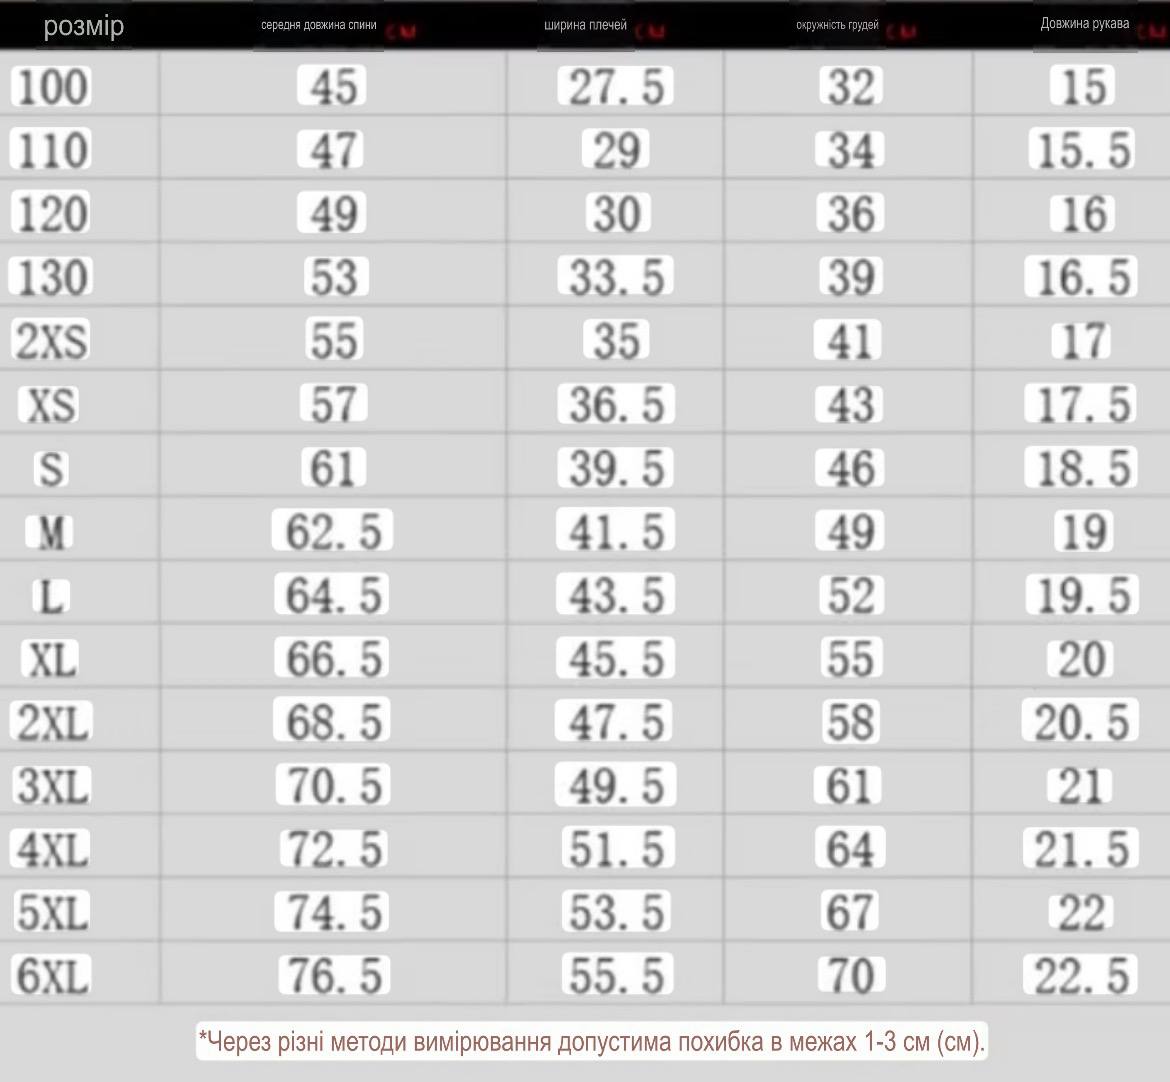 розмір середня довжина спини см ширина плечей см окружність грудей см Довжина рукава см
100 45 27.5 32 15
110 47 29 34 15.5
120 49 30 36 16
130 53 33.5 39 16.5
2XS 55 35 41 17
XS 57 36.5 43 17.5
S 61 39.5 46 18.5
M 62.5 41.5 49 19
L 64.5 43.5 52 19.5
XL 66.5 45.5 55 20
2XL 68.5 47.5 58 20.5
3XL 70.5 49.5 61 21
4XL 72.5 51.5 64 21.5
5XL 74.5 53.5 67 22
6XL 76.5 55.5 70 22.5
*Через різні методи вимірювання допустима похибка в межах 1-3 см (см).